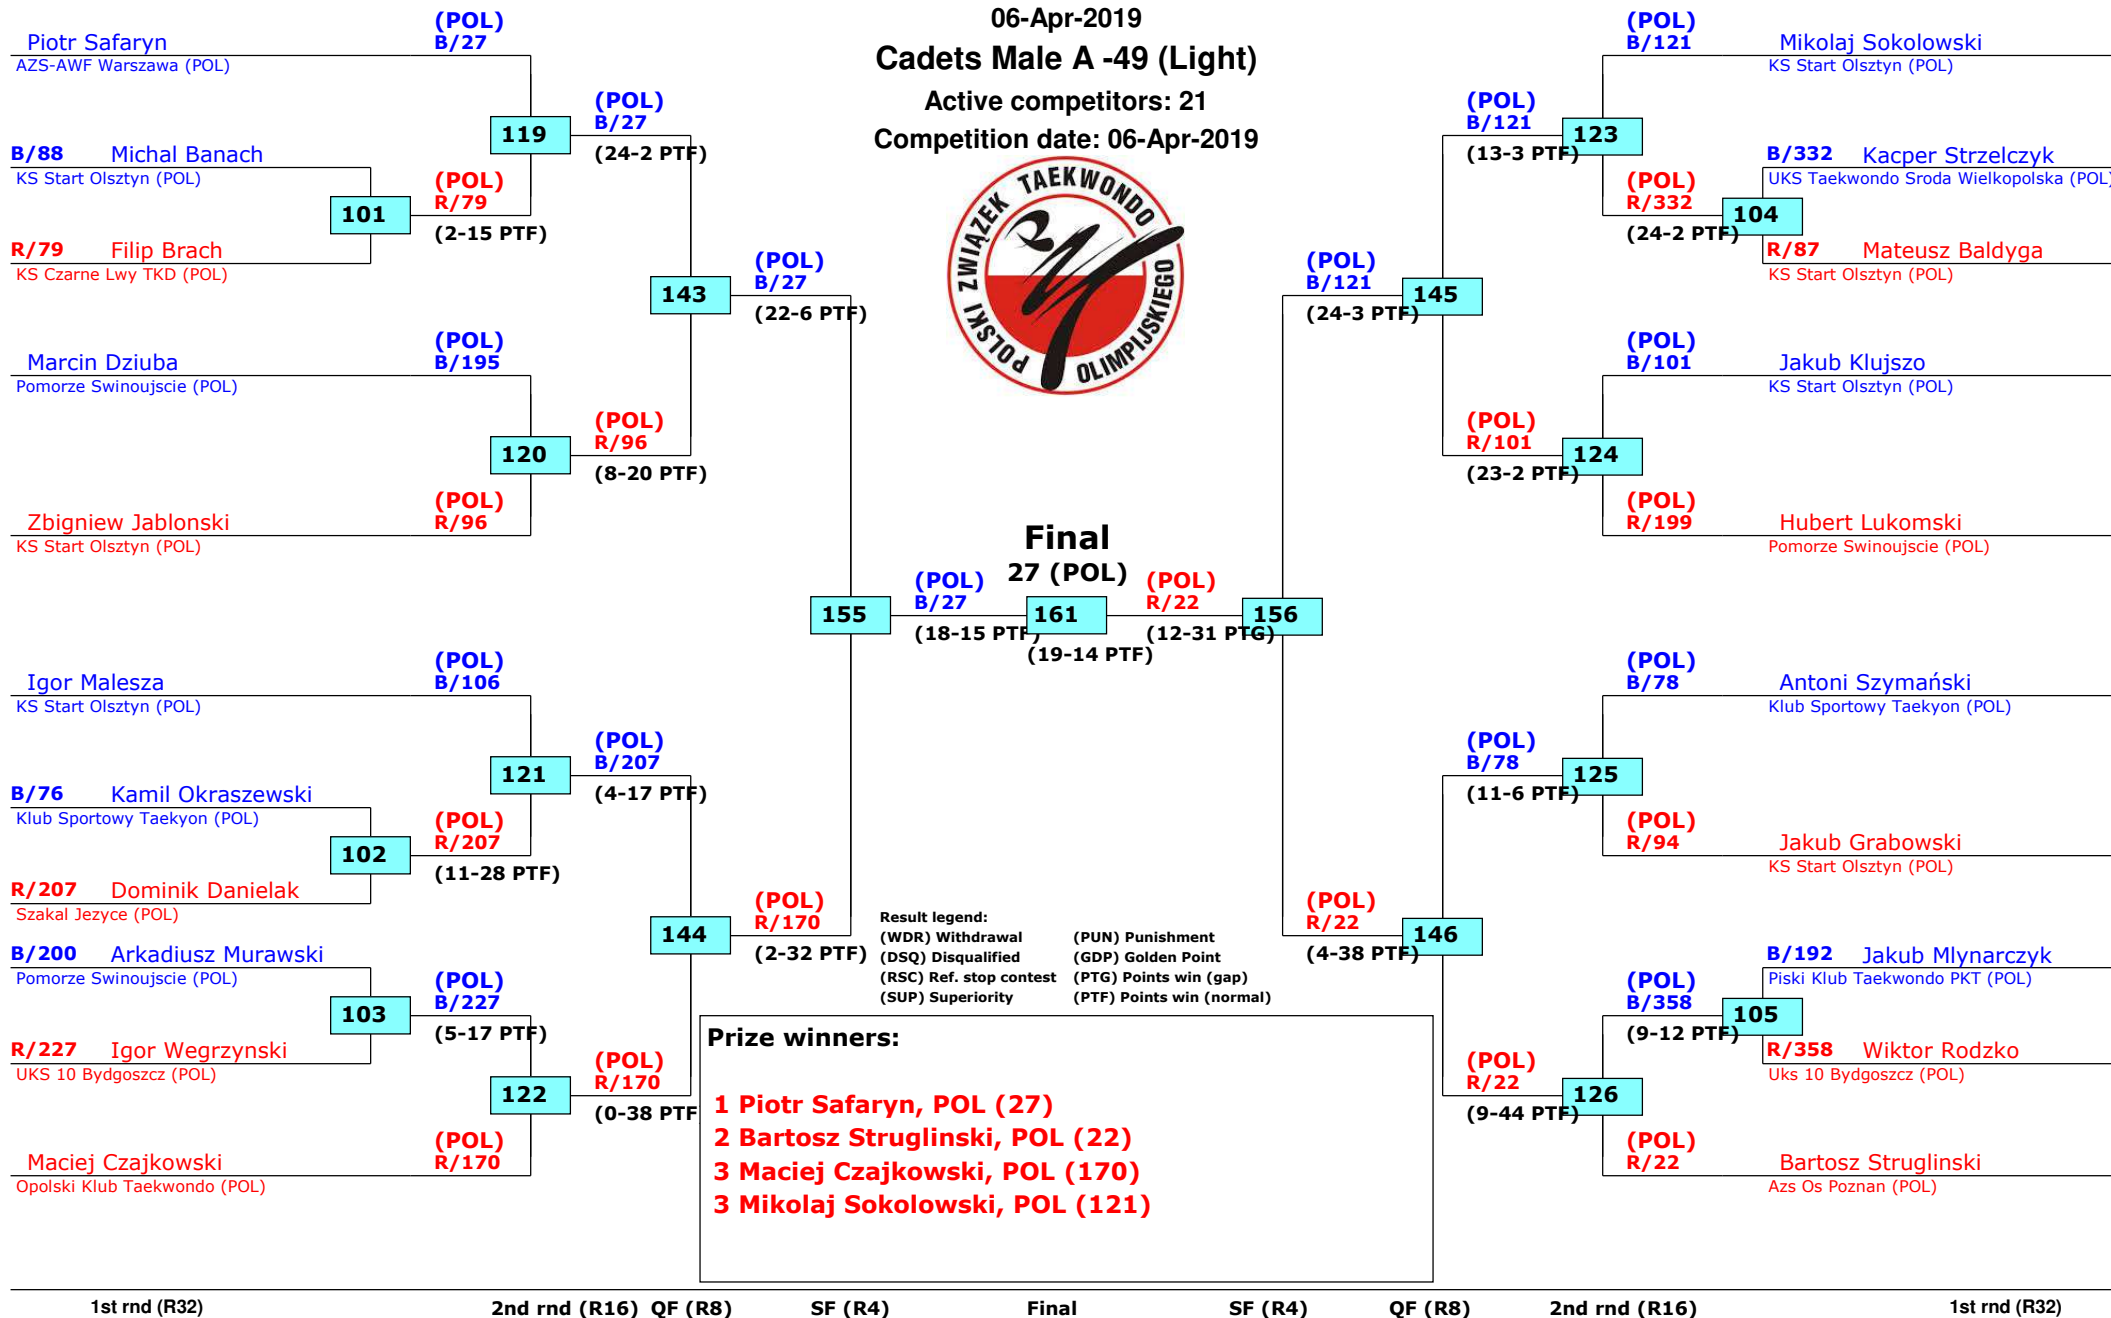 06-Apr-2019
Cadets Male A -49 (Light)
Active competitors: 21
Competition date: 06-Apr-2019
POLSKI ZWIĄZEK TAEKWONDO OLIMPIJSKIEGO
Piotr Safaryn
AZS-AWF Warszawa (POL)
(POL)
B/27
B/88 Michal Banach
KS Start Olsztyn (POL)
101
R/79 Filip Brach
KS Czarne Lwy TKD (POL)
(POL)
R/79
(2-15 PTF)
119
(POL)
B/27
(24-2 PTF)
Marcin Dziuba
Pomorze Swinoujscie (POL)
(POL)
B/195
120
Zbigniew Jablonski
KS Start Olsztyn (POL)
(POL)
R/96
(POL)
R/96
(8-20 PTF)
143
(POL)
B/27
(22-6 PTF)
Igor Malesza
KS Start Olsztyn (POL)
(POL)
B/106
B/76 Kamil Okraszewski
Klub Sportowy Taekyon (POL)
102
R/207 Dominik Danielak
Szakal Jezyce (POL)
(POL)
R/207
(11-28 PTF)
121
(POL)
B/207
(4-17 PTF)
B/200 Arkadiusz Murawski
Pomorze Swinoujscie (POL)
103
R/227 Igor Wegrzynski
UKS 10 Bydgoszcz (POL)
(POL)
B/227
(5-17 PTF)
122
Maciej Czajkowski
Opolski Klub Taekwondo (POL)
(POL)
R/170
(POL)
R/170
(0-38 PTF
144
(POL)
R/170
(2-32 PTF)
155
(POL)
B/27
(18-15 PTF)
Final
27 (POL)
161
(19-14 PTF)
(POL)
R/22
(12-31 PTG)
156
(POL)
B/121
(24-3 PTF)
145
(POL)
B/121
(13-3 PTF)
123
(POL)
B/121
Mikolaj Sokolowski
KS Start Olsztyn (POL)
(POL)
R/332
(24-2 PTF)
104
B/332 Kacper Strzelczyk
UKS Taekwondo Sroda Wielkopolska (POL)
R/87 Mateusz Baldyga
KS Start Olsztyn (POL)
(POL)
R/101
(23-2 PTF)
124
(POL)
B/101
Jakub Klujszo
KS Start Olsztyn (POL)
(POL)
R/199
Hubert Lukomski
Pomorze Swinoujscie (POL)
(POL)
R/22
(4-38 PTF)
146
(POL)
B/78
(11-6 PTF)
125
(POL)
B/78
Antoni Szymański
Klub Sportowy Taekyon (POL)
(POL)
R/94
Jakub Grabowski
KS Start Olsztyn (POL)
(POL)
R/22
(9-44 PTF)
126
(POL)
B/358
(9-12 PTF)
105
B/192 Jakub Mlynarczyk
Piski Klub Taekwondo PKT (POL)
R/358 Wiktor Rodzko
Uks 10 Bydgoszcz (POL)
(POL)
R/22
Bartosz Struglinski
Azs Os Poznan (POL)
Result legend:
(WDR) Withdrawal (PUN) Punishment
(DSQ) Disqualified (GDP) Golden Point
(RSC) Ref. stop contest (PTG) Points win (gap)
(SUP) Superiority (PTF) Points win (normal)
Prize winners:
1 Piotr Safaryn, POL (27)
2 Bartosz Struglinski, POL (22)
3 Maciej Czajkowski, POL (170)
3 Mikolaj Sokolowski, POL (121)
1st rnd (R32) 2nd rnd (R16) QF (R8) SF (R4) Final SF (R4) QF (R8) 2nd rnd (R16) 1st rnd (R32)